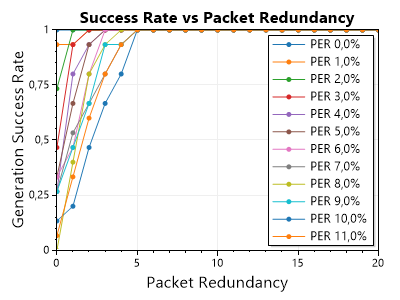 Success Rate vs Packet Redundancy
Generation Success Rate
1
0,75
0,5
0,25
0
0
5
10
15
20
Packet Redundancy
PER 0,0%
PER 1,0%
PER 2,0%
PER 3,0%
PER 4,0%
PER 5,0%
PER 6,0%
PER 7,0%
PER 8,0%
PER 9,0%
PER 10,0%
PER 11,0%